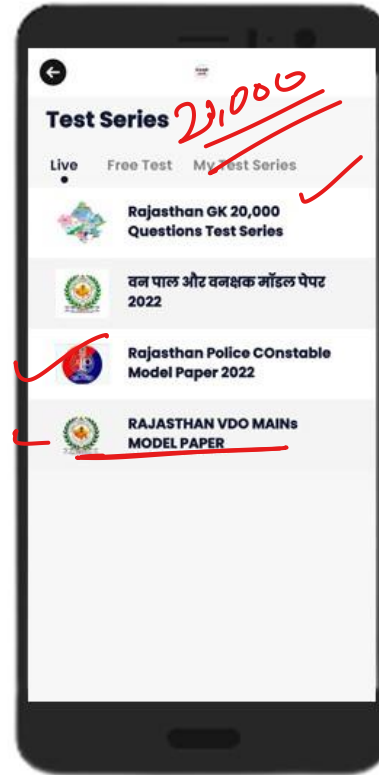 Test Series
23,000
Live Free Test My Test Series
Rajasthan GK 20,000
Questions Test Series
वन पाल और वनक्षक मॉडल पेपर
2022
Rajasthan Police COnstable
Model Paper 2022
RAJASTHAN VDO MAINs
MODEL PAPER